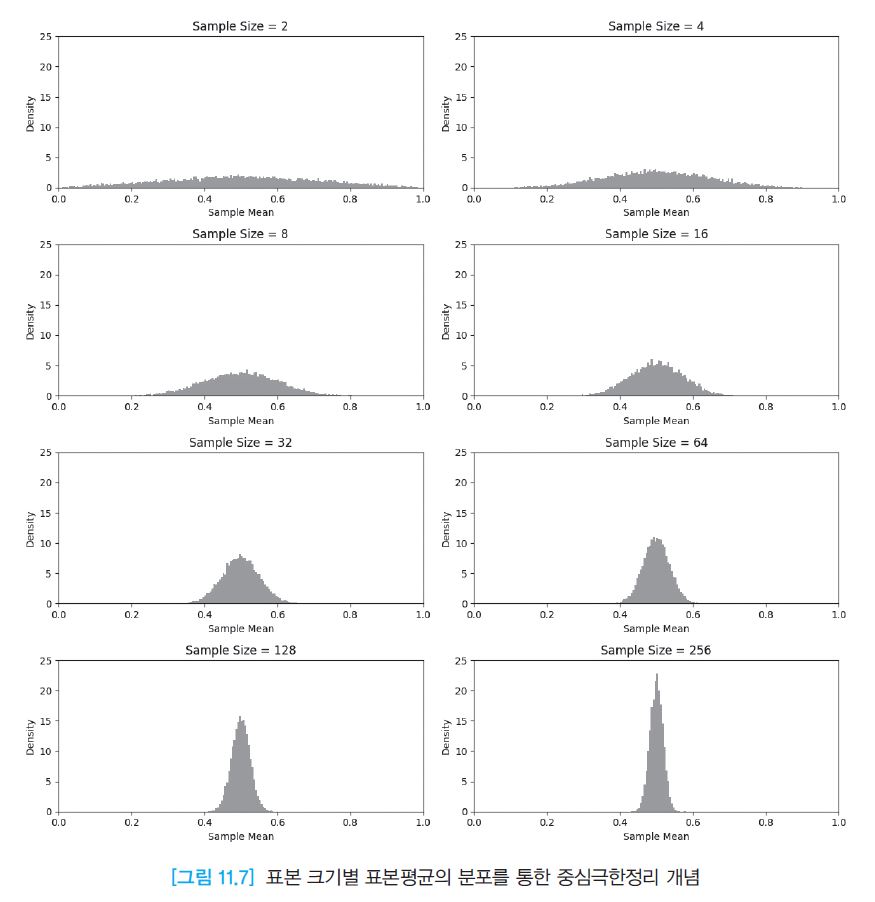 Sample Size = 2
25
20
15
10
5
0
Density
0.0 0.2 0.4 0.6 0.8 1.0
Sample Mean
Sample Size = 4
25
20
15
10
5
0
Density
0.0 0.2 0.4 0.6 0.8 1.0
Sample Mean
Sample Size = 8
25
20
15
10
5
0
Density
0.0 0.2 0.4 0.6 0.8 1.0
Sample Mean
Sample Size = 16
25
20
15
10
5
0
Density
0.0 0.2 0.4 0.6 0.8 1.0
Sample Mean
Sample Size = 32
25
20
15
10
5
0
Density
0.0 0.2 0.4 0.6 0.8 1.0
Sample Mean
Sample Size = 64
25
20
15
10
5
0
Density
0.0 0.2 0.4 0.6 0.8 1.0
Sample Mean
Sample Size = 128
25
20
15
10
5
0
Density
0.0 0.2 0.4 0.6 0.8 1.0
Sample Mean
Sample Size = 256
25
20
15
10
5
0
Density
0.0 0.2 0.4 0.6 0.8 1.0
Sample Mean
[그림 11.7] 표본 크기별 표본평균의 분포를 통한 중심극한정리 개념